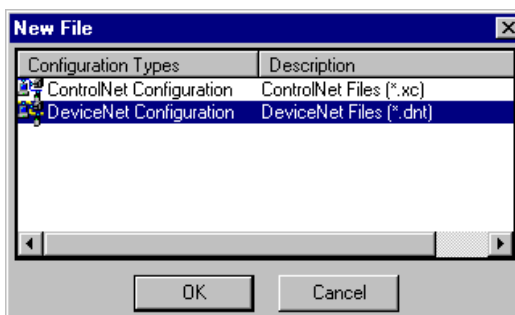 New File
Configuration Types Description
ControlNet Configuration ControlNet Files (*.xc)
DeviceNet Configuration DeviceNet Files (*.dnt)
OK Cancel